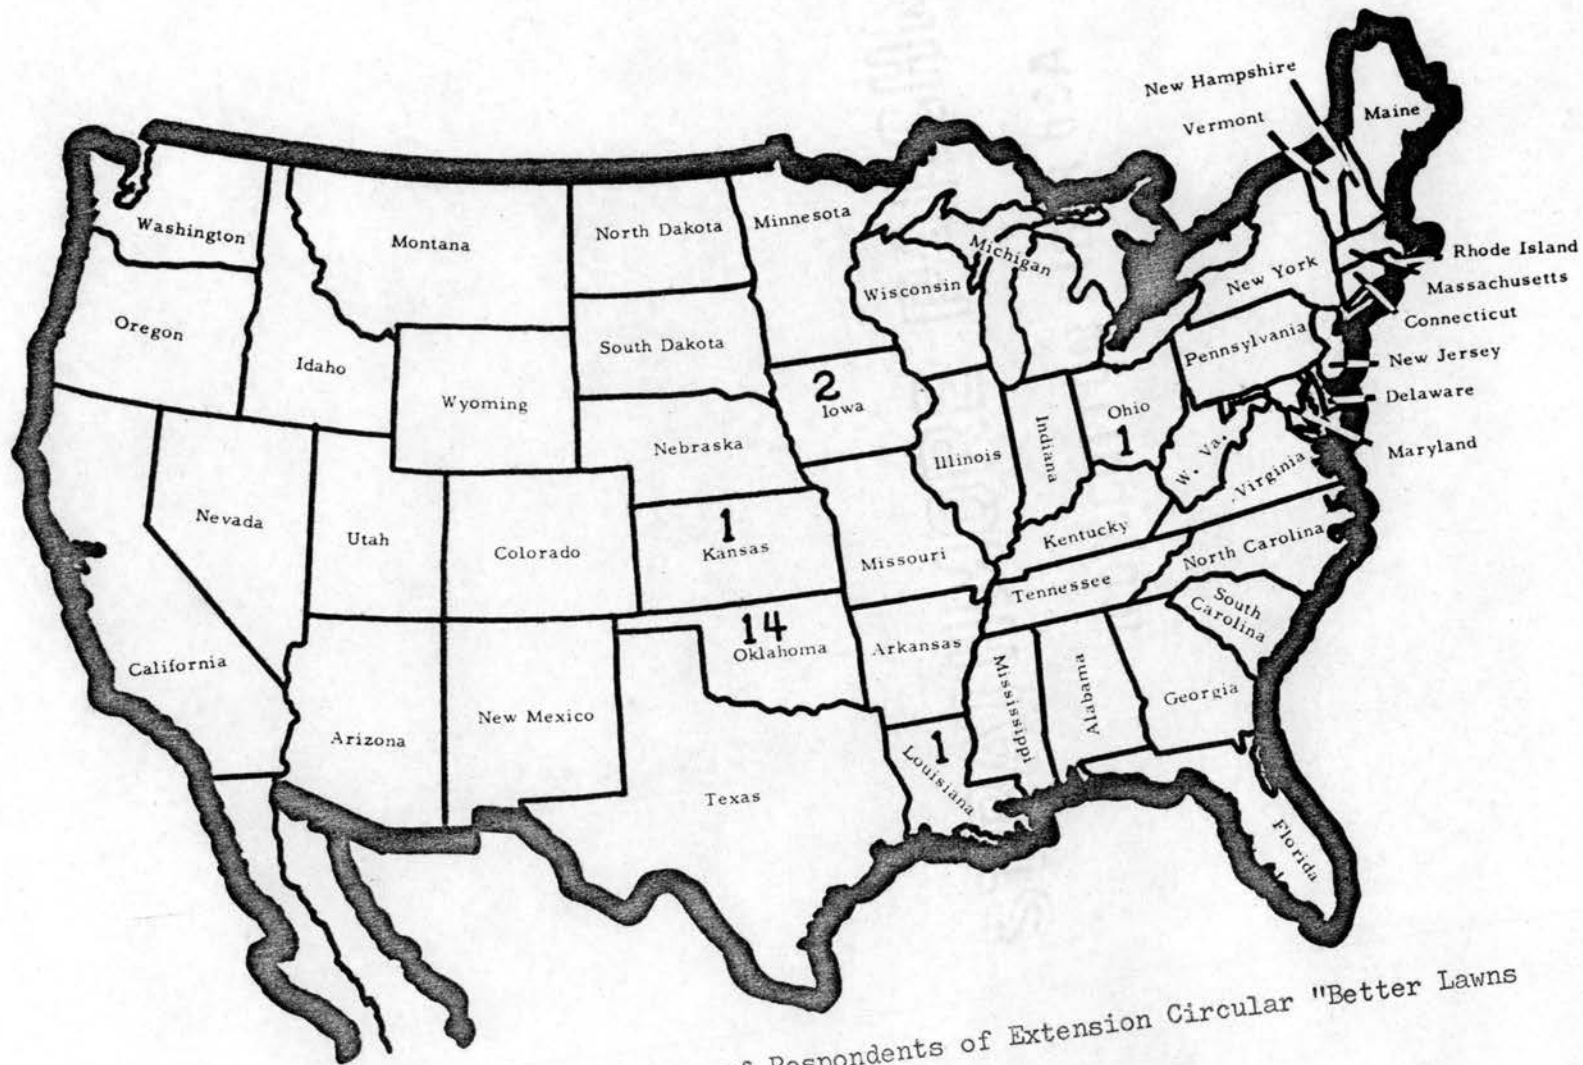 New Hampshire
Vermont
Maine
Washington
Montana
North Dakota
Minnesota
Michigan
Wisconsin
New York
Rhode Island
Massachusetts
Connecticut
Oregon
Idaho
South Dakota
Pennsylvania
New Jersey
Delaware
Maryland
Wyoming
2
Iowa
Ohio
1
Nebraska
Illinois
Indiana
W. Va.
Virginia
Nevada
Utah
Colorado
1
Kansas
Missouri
Kentucky
North Carolina
Tennessee
South
Carolina
California
14
Oklahoma
Arkansas
Mississippi
Alabama
Georgia
Arizona
New Mexico
1
Louisiana
Texas
Florida
Respondents of Extension Circular "Better Lawns